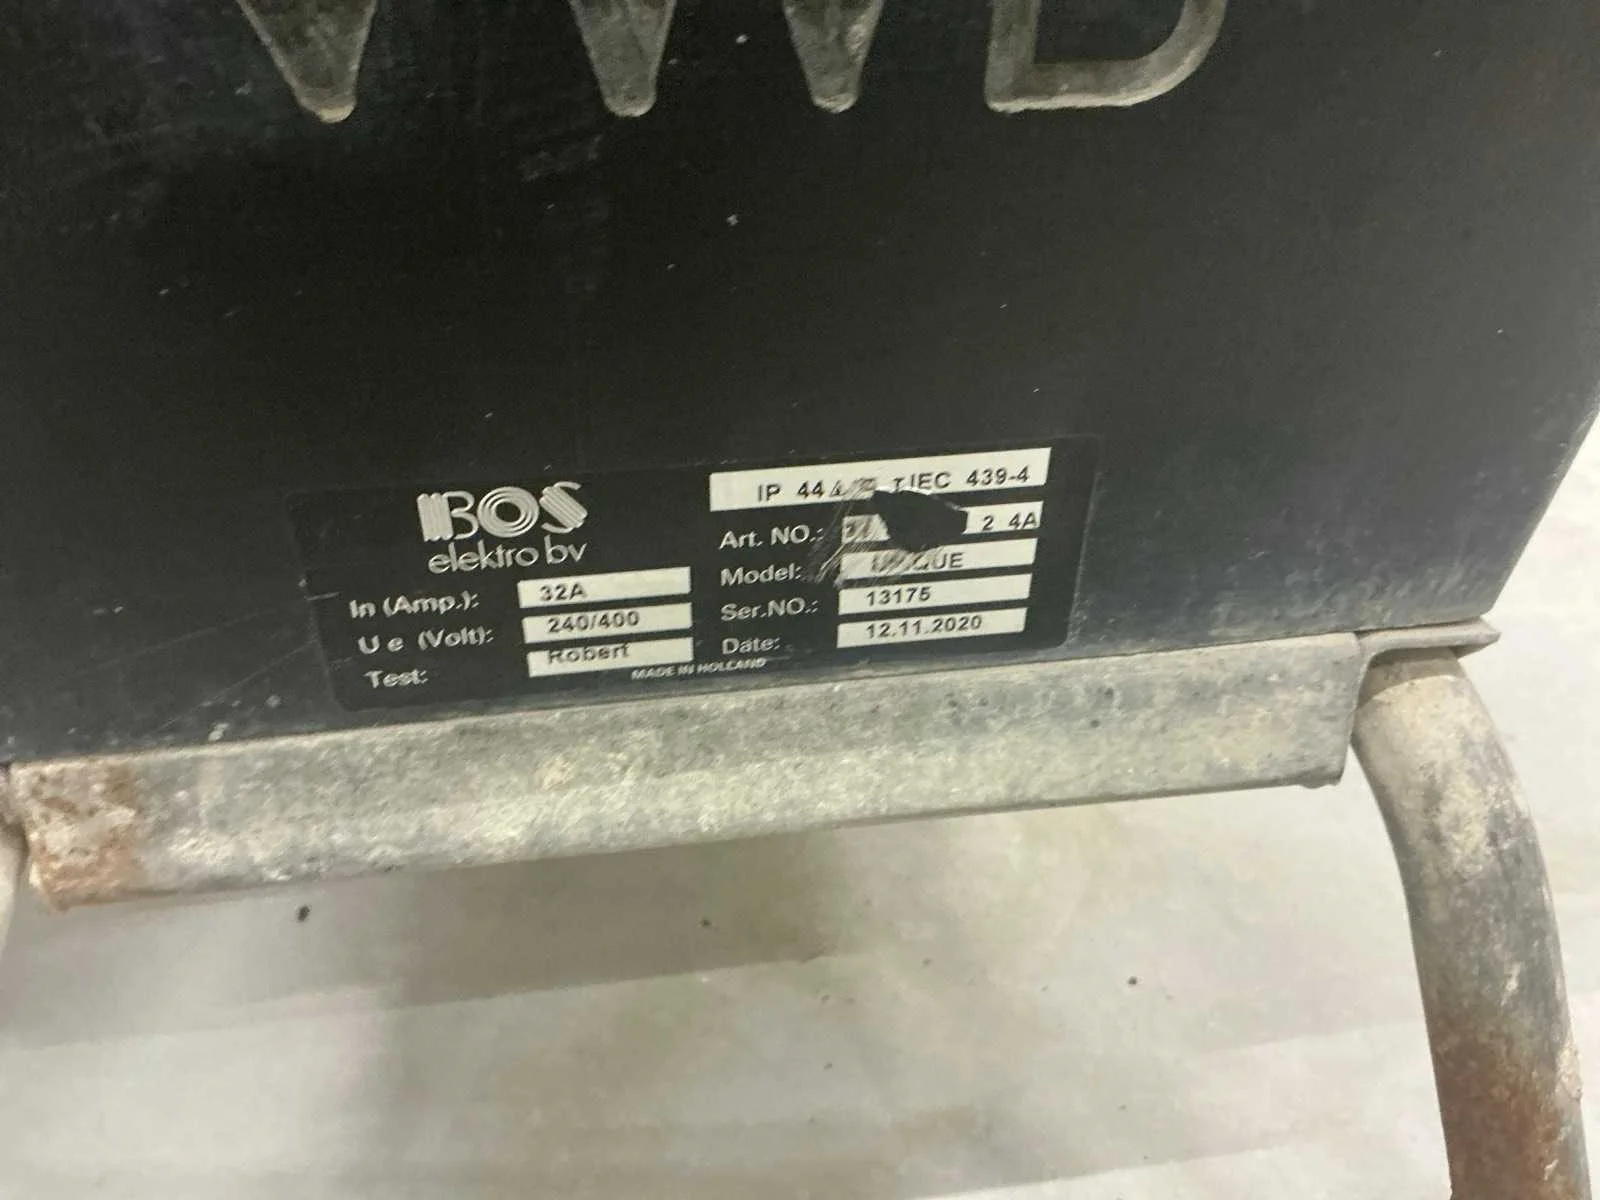 BOS
elektro bv
IP 44 IEC 439-4
Art. NO.: 2 4A
Model:
Ser.NO.: 13175
Date: 12.11.2020
In (Amp.): 32A
U e (Volt): 240/400
Test: Robert
MADE IN HOLLAND